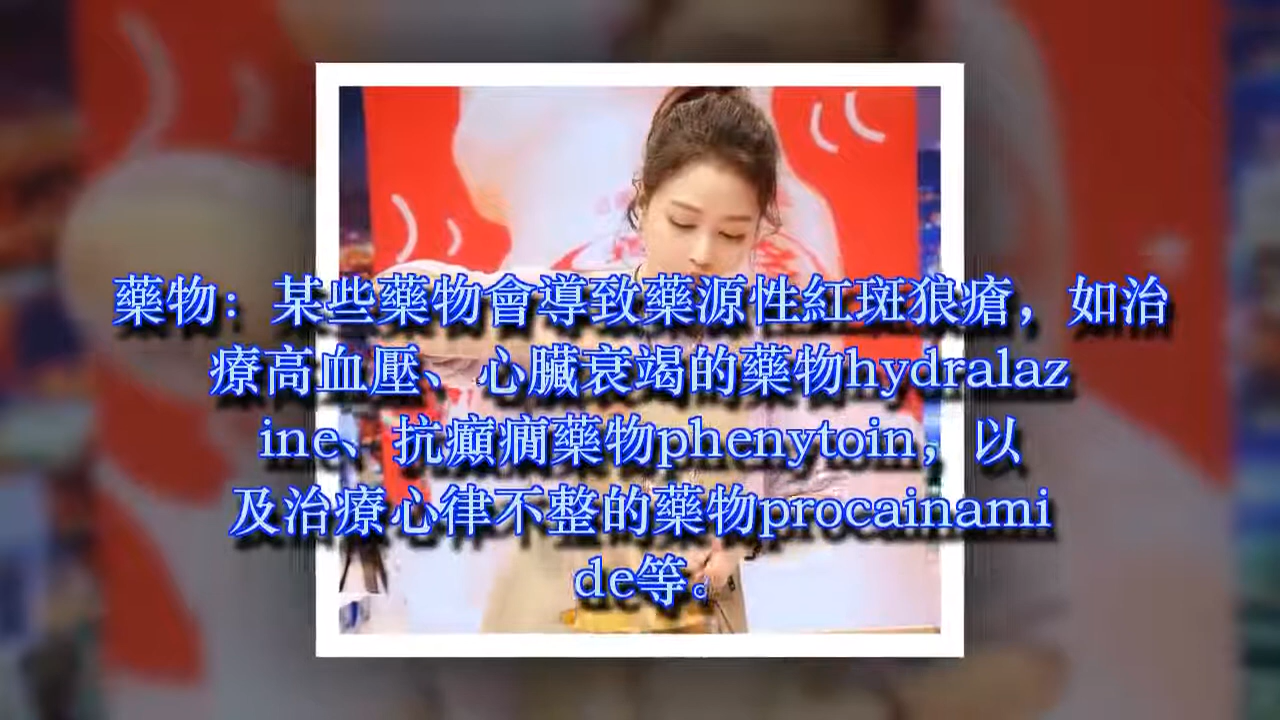 藥物：某些藥物會導致藥源性紅斑狼瘡，如治
療高血壓、心臟衰竭的藥物hydralaz
ine、抗癲癇藥物phenytoin，以
及治療心律不整的藥物procainami
de等。